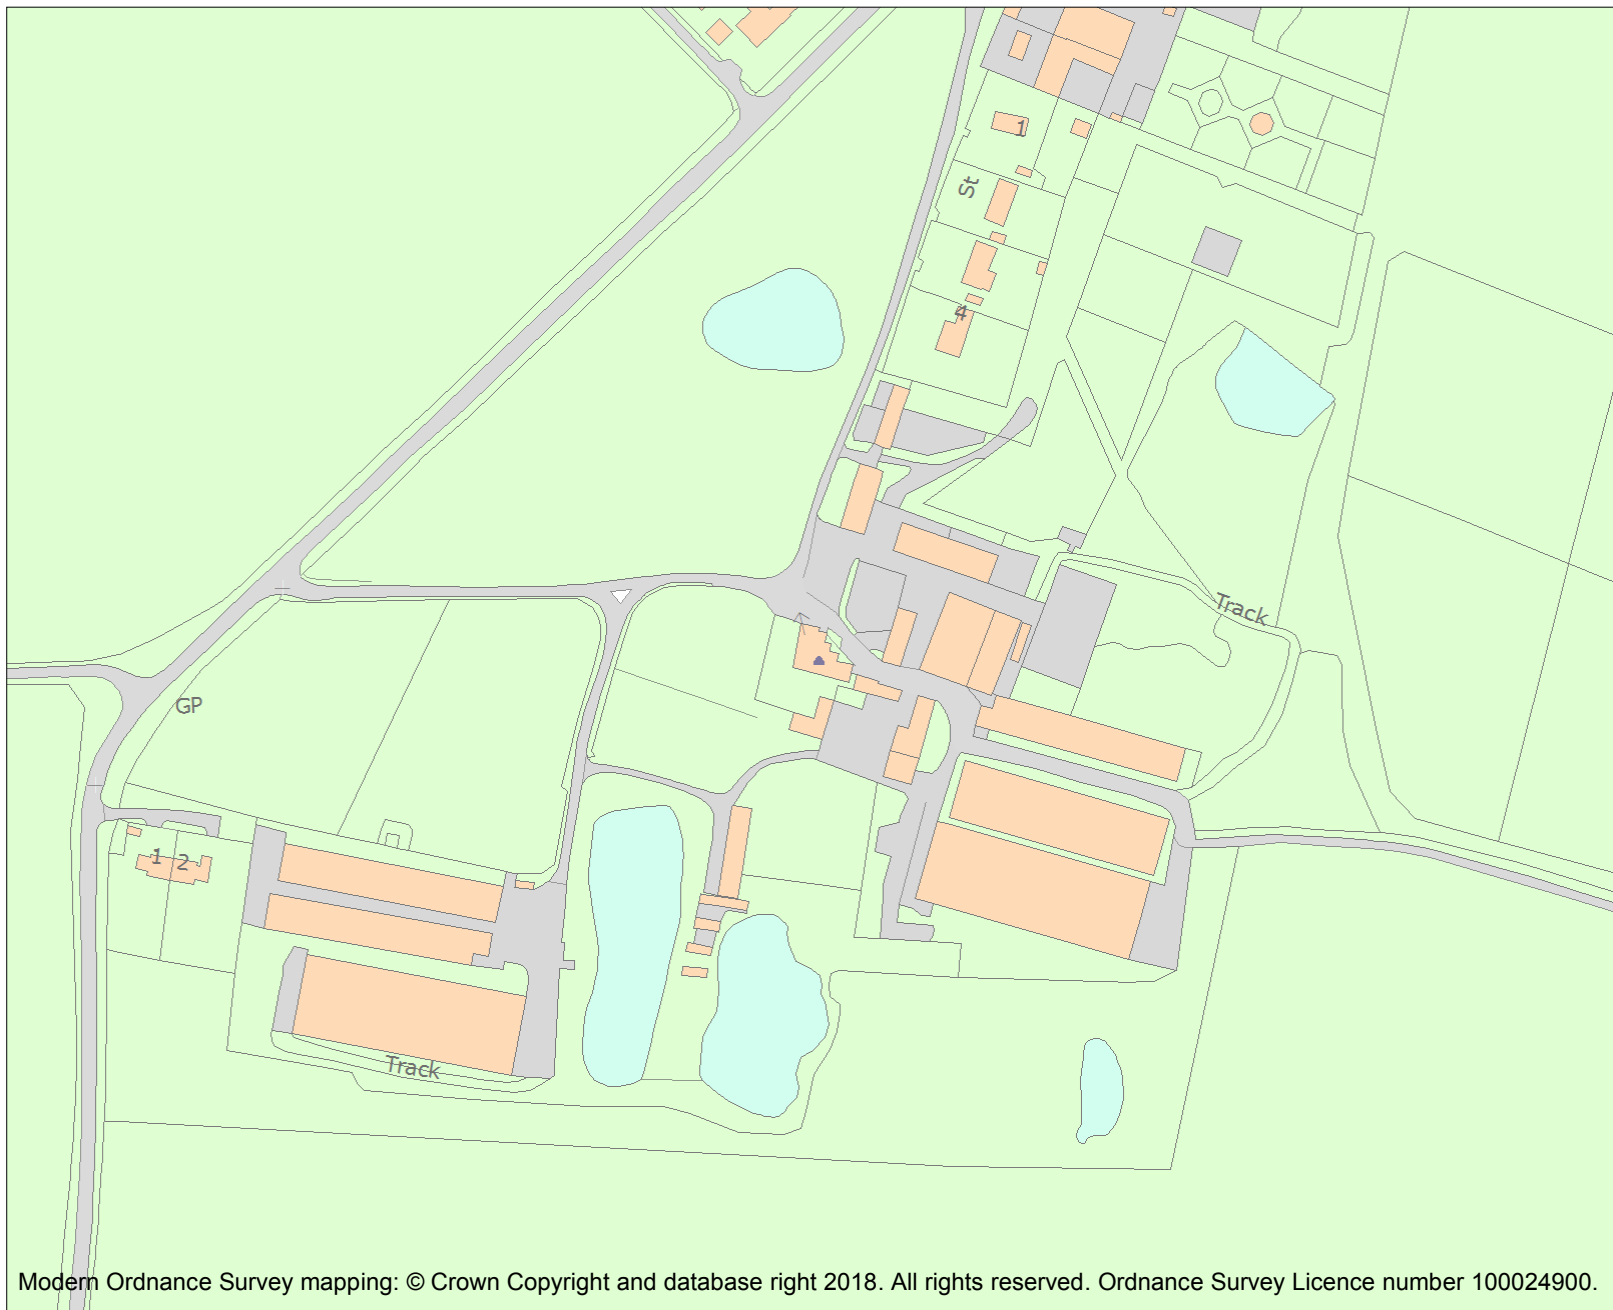 1
St
4
Track
GP
1 2
Track
Modern Ordnance Survey mapping: © Crown Copyright and database right 2018. All rights reserved. Ordnance Survey Licence number 100024900.